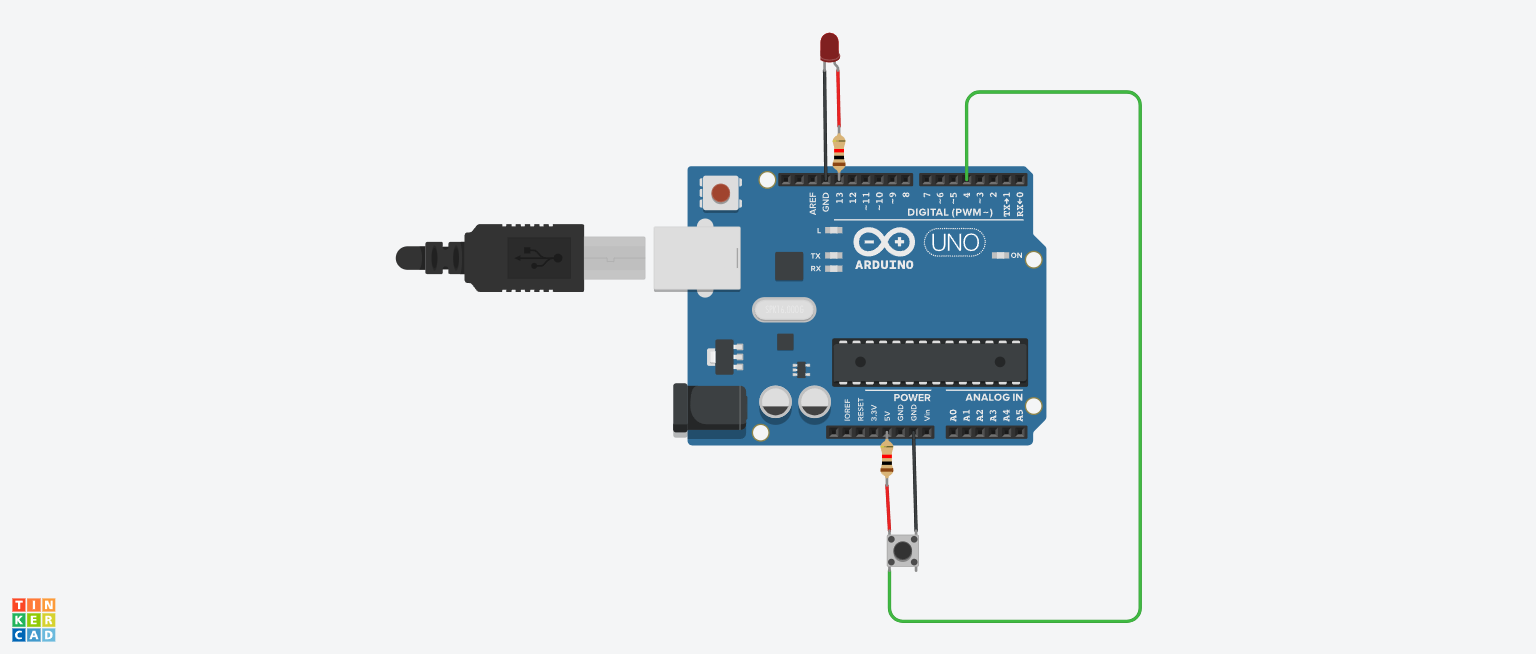 AREF
GND
13
12
~11
~10
~9
8
7
~6
~5
4
~3
2
TX→1
RX←0
DIGITAL (PWM~)
L
TX
RX
ARDUINO
UNO
ON
POWER
ANALOG IN
IOREF
RESET
3.3V
5V
GND
GND
Vin
A0
A1
A2
A3
A4
A5
TIN
KER
CAD